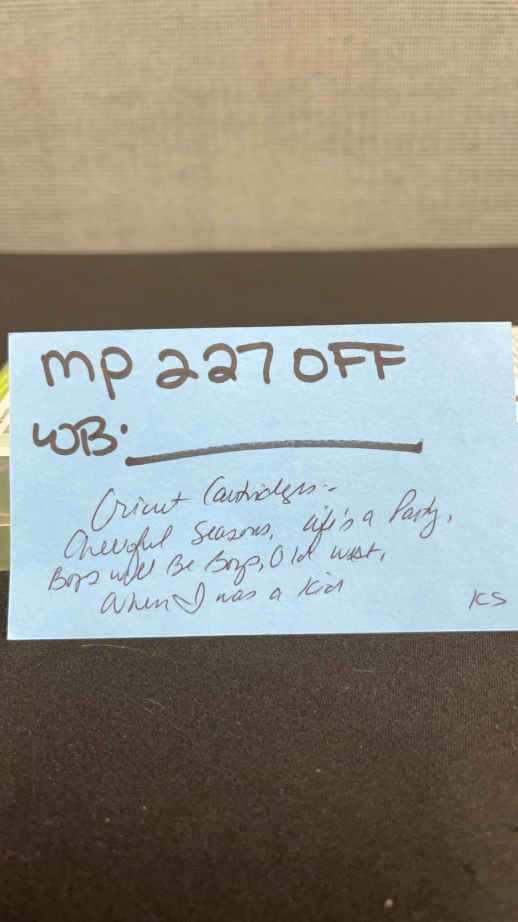 mp 227 OFF
WB:
Cricut Cartridges -
Cheerful Seasons, Life's a Party,
Boys will Be Boys, Old West,
When I was a Kid
KS